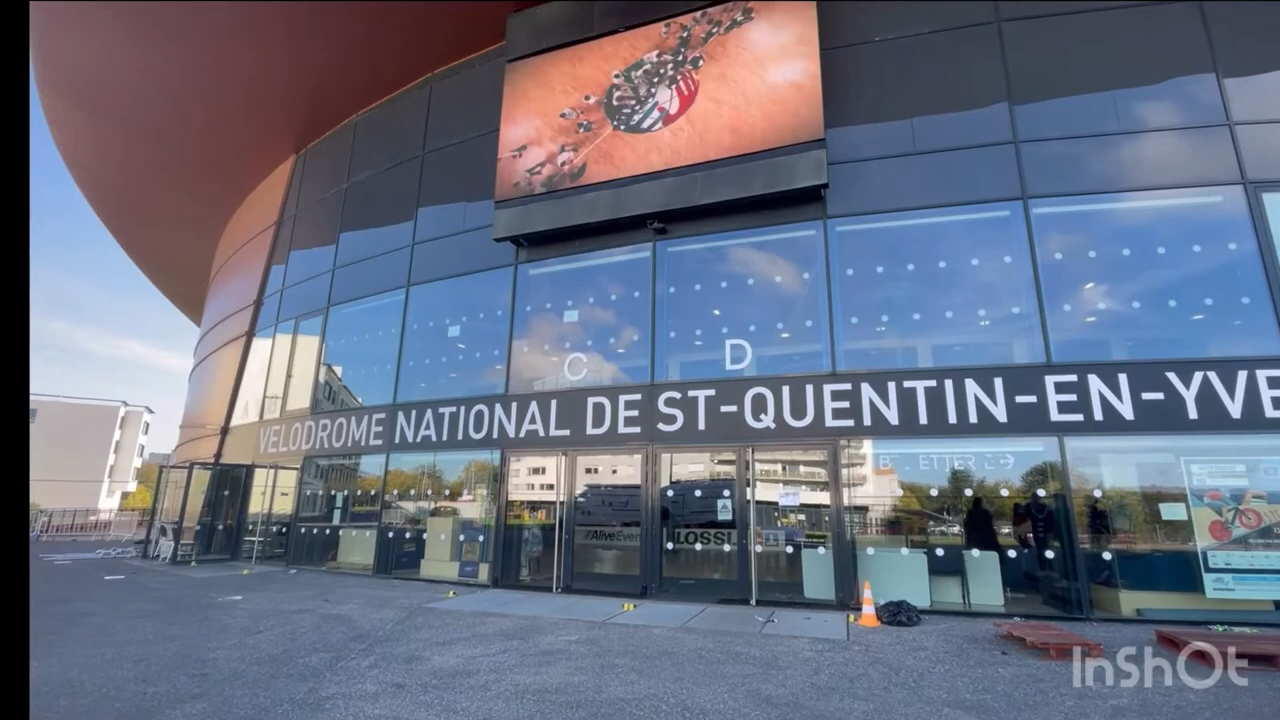 C
D
VELODROME NATIONAL DE ST-QUENTIN-EN-YVE
AliveEven
LOSSI
InShOt